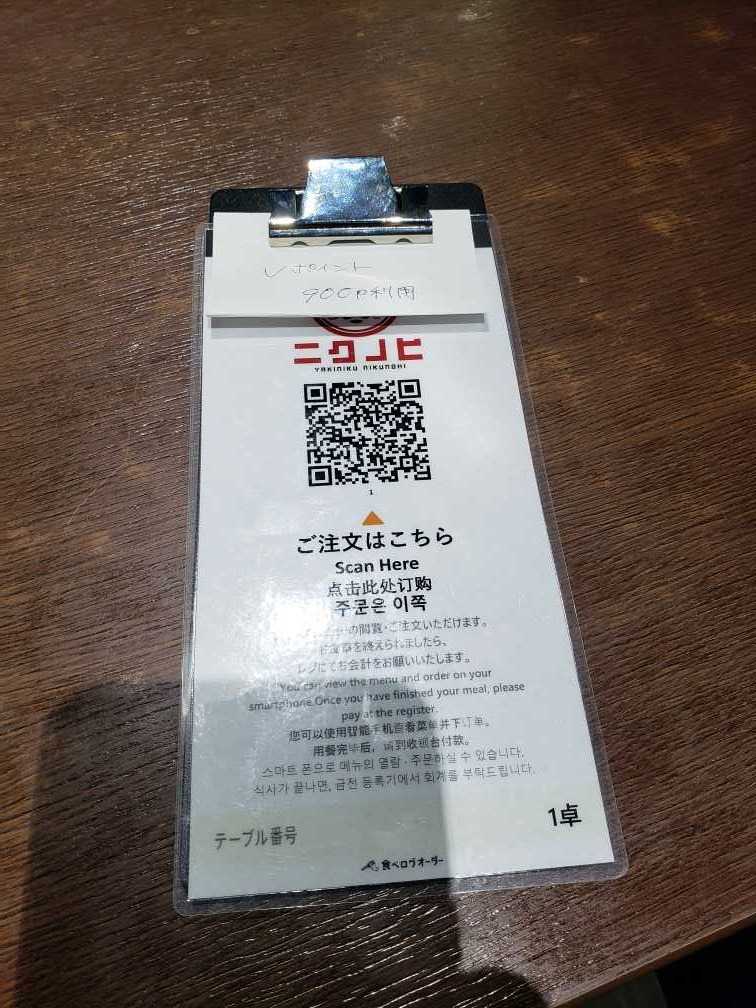 Vポイント
900P利用
ニクノヒ
YAKINIKU NIKUNOHI
1
ご注文はこちら
Scan Here
点击此处订购
주문은 이쪽
の閲覧・ご注文いただけます。
お食事を終えられましたら、
レジにてお会計をお願いいたします。
You can view the menu and order on your
smartphone.Once you have finished your meal, please
pay at the register.
您可以使用智能手机查看菜单并下订单。
用餐完毕后，请到收银台付款。
스마트 폰으로 메뉴의 열람・주문하실 수 있습니다.
식사가 끝나면, 금전 등록기에서 회계를 부탁드립니다.
テーブル番号
1卓
食べログオーダー